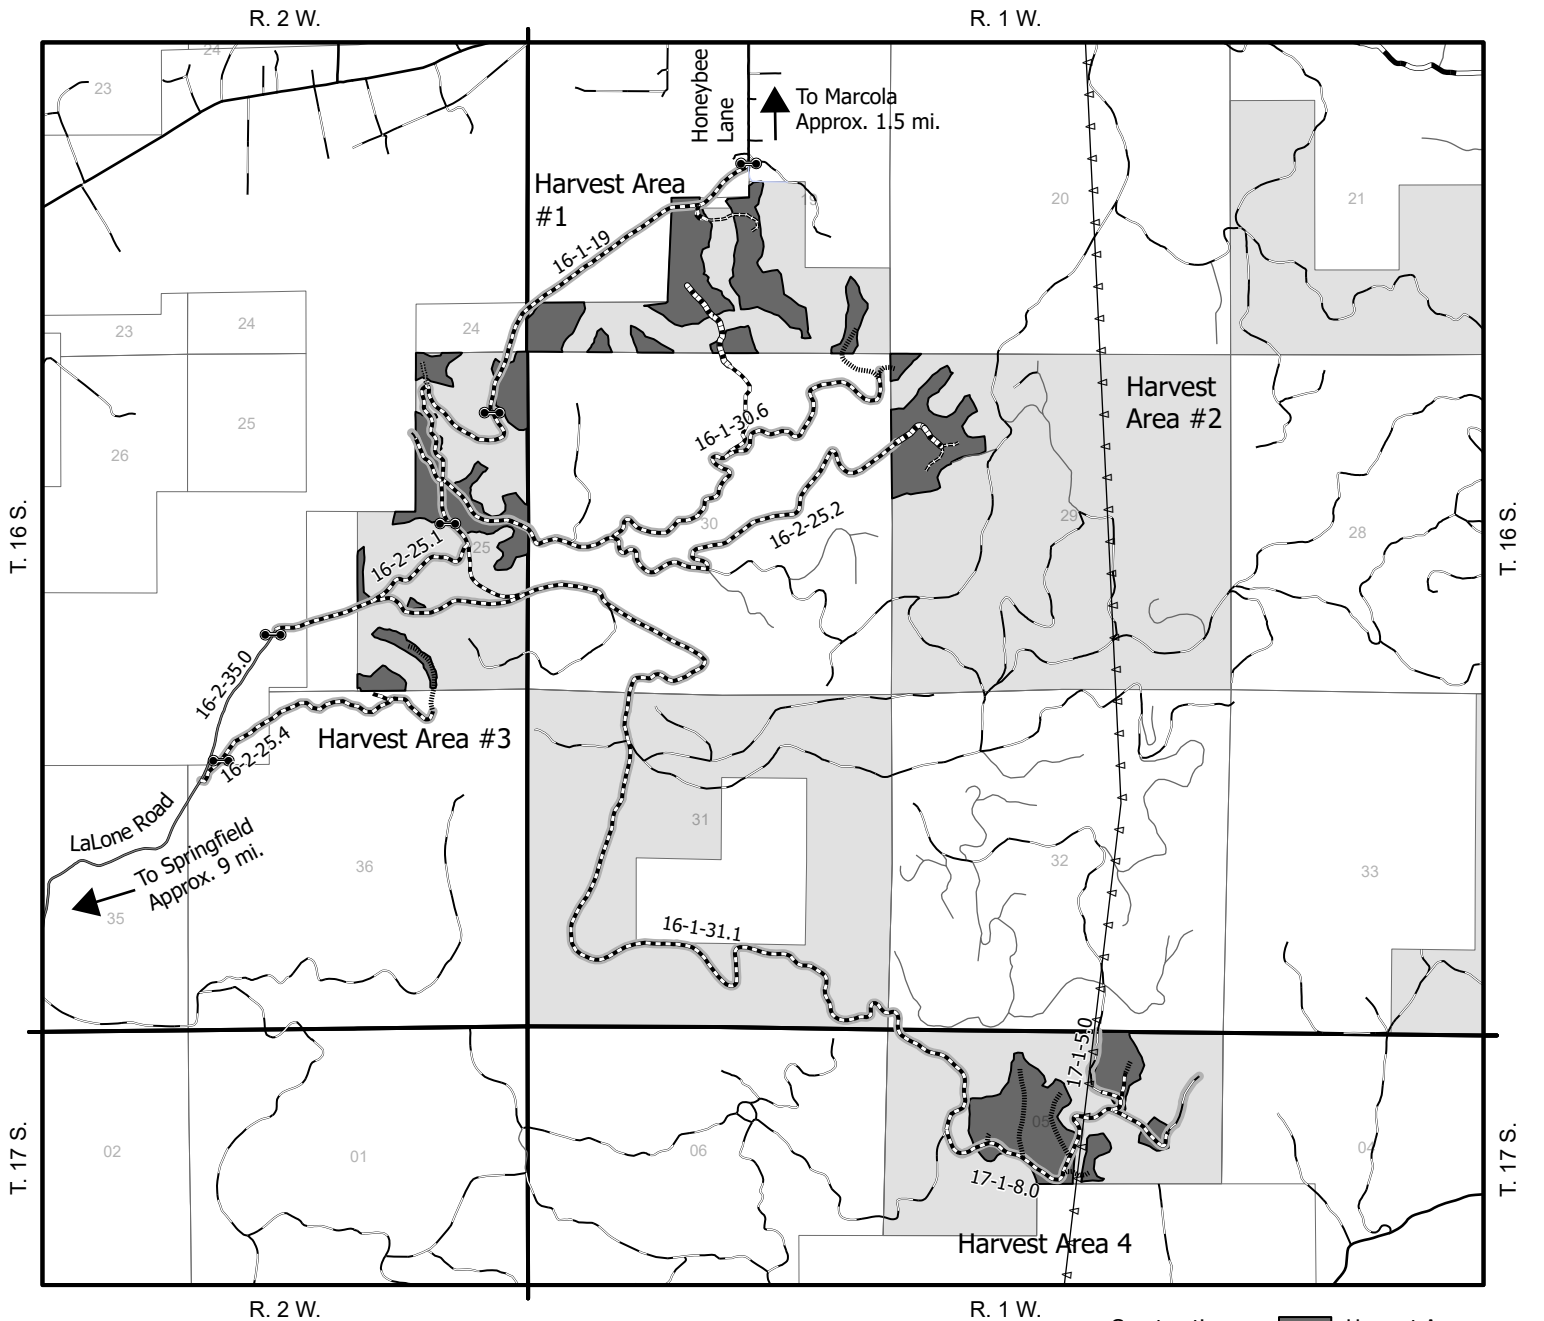 R. 2 W.
R. 1 W.
24
23
Honeybee
Lane
To Marcola
Approx. 1.5 mi.
Harvest Area
#1
19
20
21
16-1-19
23
24
24
Harvest
Area #2
25
26
16-1-30.6
T. 16 S.
T. 16 S.
30
16-2-25.2
29
28
16-2-25.1
25
16-2-35.0
Harvest Area #3
16-2-25.4
LaLone Road
To Springfield
Approx. 9 mi.
31
36
32
33
35
16-1-31.1
17-1-5.0
05
T. 17 S.
T. 17 S.
02
01
06
04
17-1-8.0
Harvest Area 4
R. 2 W.
R. 1 W.